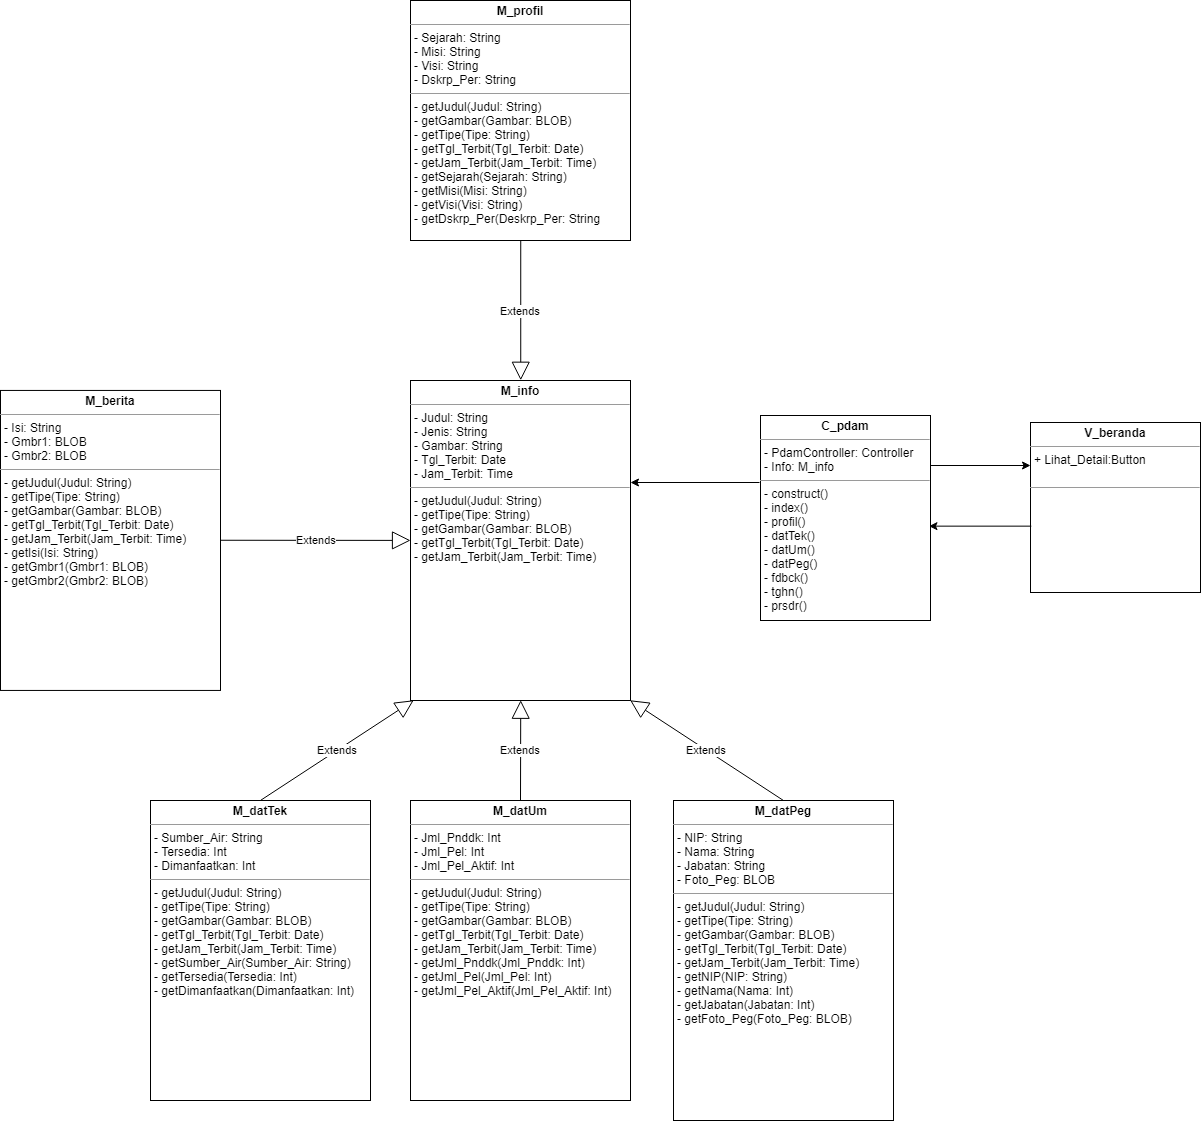 M_profil
- Sejarah: String
- Misi: String
- Visi: String
- Dskrp_Per: String
- getJudul(Judul: String)
- getGambar(Gambar: BLOB)
- getTipe(Tipe: String)
- getTgl_Terbit(Tgl_Terbit: Date)
- getJam_Terbit(Jam_Terbit: Time)
- getSejarah(Sejarah: String)
- getMisi(Misi: String)
- getVisi(Visi: String)
- getDskrp_Per(Deskrp_Per: String
Extends
M_berita
- Isi: String
- Gmbr1: BLOB
- Gmbr2: BLOB
- getJudul(Judul: String)
- getTipe(Tipe: String)
- getGambar(Gambar: BLOB)
- getTgl_Terbit(Tgl_Terbit: Date)
- getJam_Terbit(Jam_Terbit: Time)
- getIsi(Isi: String)
- getGmbr1(Gmbr1: BLOB)
- getGmbr2(Gmbr2: BLOB)
Extends
M_info
- Judul: String
- Jenis: String
- Gambar: String
- Tgl_Terbit: Date
- Jam_Terbit: Time
- getJudul(Judul: String)
- getTipe(Tipe: String)
- getGambar(Gambar: BLOB)
- getTgl_Terbit(Tgl_Terbit: Date)
- getJam_Terbit(Jam_Terbit: Time)
C_pdam
- PdamController: Controller
- Info: M_info
- construct()
- index()
- profil()
- datTek()
- datUm()
- datPeg()
- fdbck()
- tghn()
- prsdr()
V_beranda
+ Lihat_Detail:Button
Extends
Extends
Extends
M_datTek
- Sumber_Air: String
- Tersedia: Int
- Dimanfaatkan: Int
- getJudul(Judul: String)
- getTipe(Tipe: String)
- getGambar(Gambar: BLOB)
- getTgl_Terbit(Tgl_Terbit: Date)
- getJam_Terbit(Jam_Terbit: Time)
- getSumber_Air(Sumber_Air: String)
- getTersedia(Tersedia: Int)
- getDimanfaatkan(Dimanfaatkan: Int)
M_datUm
- Jml_Pnddk: Int
- Jml_Pel: Int
- Jml_Pel_Aktif: Int
- getJudul(Judul: String)
- getTipe(Tipe: String)
- getGambar(Gambar: BLOB)
- getTgl_Terbit(Tgl_Terbit: Date)
- getJam_Terbit(Jam_Terbit: Time)
- getJml_Pnddk(Jml_Pnddk: Int)
- getJml_Pel(Jml_Pel: Int)
- getJml_Pel_Aktif(Jml_Pel_Aktif: Int)
M_datPeg
- NIP: String
- Nama: String
- Jabatan: String
- Foto_Peg: BLOB
- getJudul(Judul: String)
- getTipe(Tipe: String)
- getGambar(Gambar: BLOB)
- getTgl_Terbit(Tgl_Terbit: Date)
- getJam_Terbit(Jam_Terbit: Time)
- getNIP(NIP: String)
- getNama(Nama: Int)
- getJabatan(Jabatan: Int)
- getFoto_Peg(Foto_Peg: BLOB)